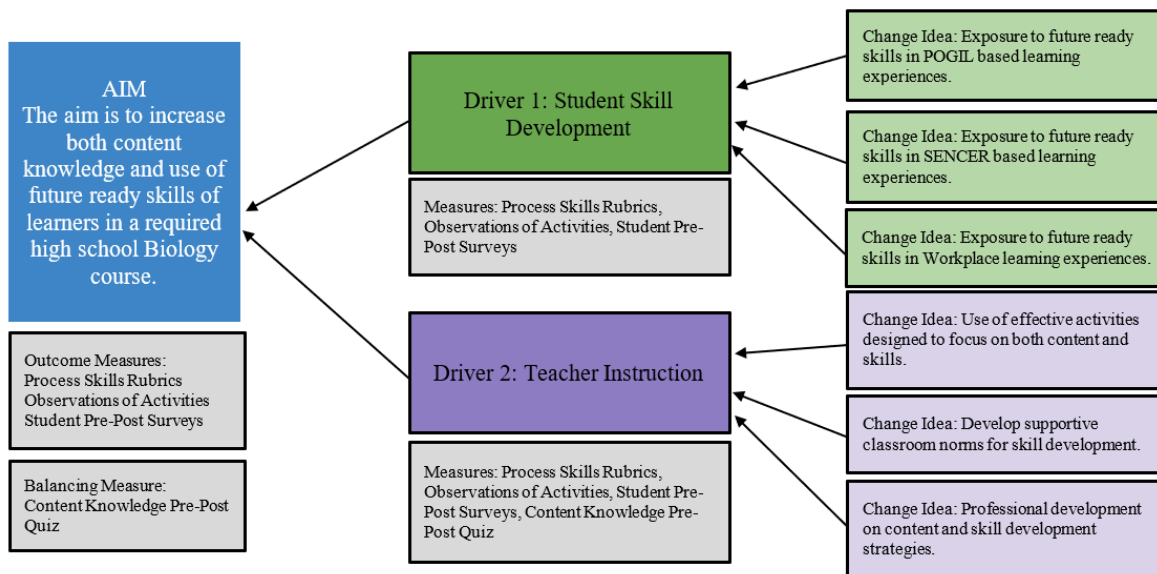 AIM
The aim is to increase
both content
knowledge and use of
future ready skills of
learners in a required
high school Biology
course.
Outcome Measures:
Process Skills Rubrics
Observations of Activities
Student Pre-Post Surveys
Balancing Measure:
Content Knowledge Pre-Post
Quiz
Driver 1: Student Skill
Development
Measures: Process Skills Rubrics,
Observations of Activities, Student Pre-
Post Surveys
Driver 2: Teacher Instruction
Measures: Process Skills Rubrics,
Observations of Activities, Student Pre-
Post Surveys, Content Knowledge Pre-
Post Quiz
Change Idea: Exposure to future ready
skills in POGIL based learning
experiences.
Change Idea: Exposure to future ready
skills in SENCER based learning
experiences.
Change Idea: Exposure to future ready
skills in Workplace learning experiences.
Change Idea: Use of effective activities
designed to focus on both content and
skills.
Change Idea: Develop supportive
classroom norms for skill development.
Change Idea: Professional development
on content and skill development
strategies.